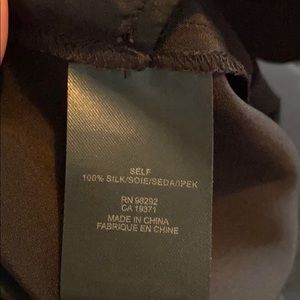 SELF
100% SILK/SOIE/SEDA/IPEK
RN 98292
CA 19371
MADE IN CHINA
FABRIQUE EN CHINE